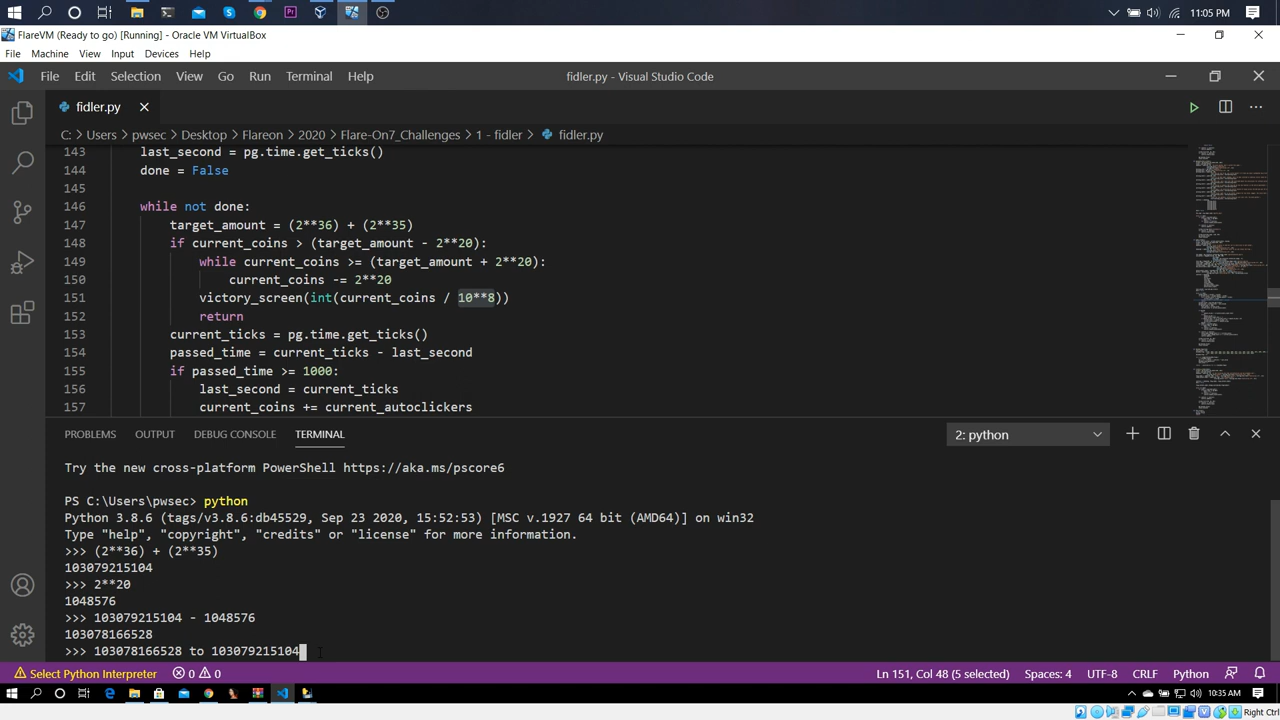 11:05 PM
FlareVM (Ready to go) [Running] - Oracle VM VirtualBox
File Machine View Input Devices Help
File Edit Selection View Go Run Terminal Help fidler.py - Visual Studio Code
fidler.py
C: > Users > pwsec > Desktop > Flareon > 2020 > Flare-On7_Challenges > 1 - fidler > fidler.py
143 last_second = pg.time.get_ticks()
144 done = False
145
146 while not done:
147 target_amount = (2**36) + (2**35)
148 if current_coins > (target_amount - 2**20):
149 while current_coins >= (target_amount + 2**20):
150 current_coins -= 2**20
151 victory_screen(int(current_coins / 10**8))
152 return
153 current_ticks = pg.time.get_ticks()
154 passed_time = current_ticks - last_second
155 if passed_time >= 1000:
156 last_second = current_ticks
157 current_coins += current_autoclickers
PROBLEMS OUTPUT DEBUG CONSOLE TERMINAL 2: python
Try the new cross-platform PowerShell https://aka.ms/pscore6
PS C:\Users\pwsec> python
Python 3.8.6 (tags/v3.8.6:db45529, Sep 23 2020, 15:52:53) [MSC v.1927 64 bit (AMD64)] on win32
Type "help", "copyright", "credits" or "license" for more information.
>>> (2**36) + (2**35)
103079215104
>>> 2**20
1048576
>>> 103079215104 - 1048576
103078166528
>>> 103078166528 to 103079215104
Select Python Interpreter 0 0 Ln 151, Col 48 (5 selected) Spaces: 4 UTF-8 CRLF Python
10:35 AM
Right Ctrl